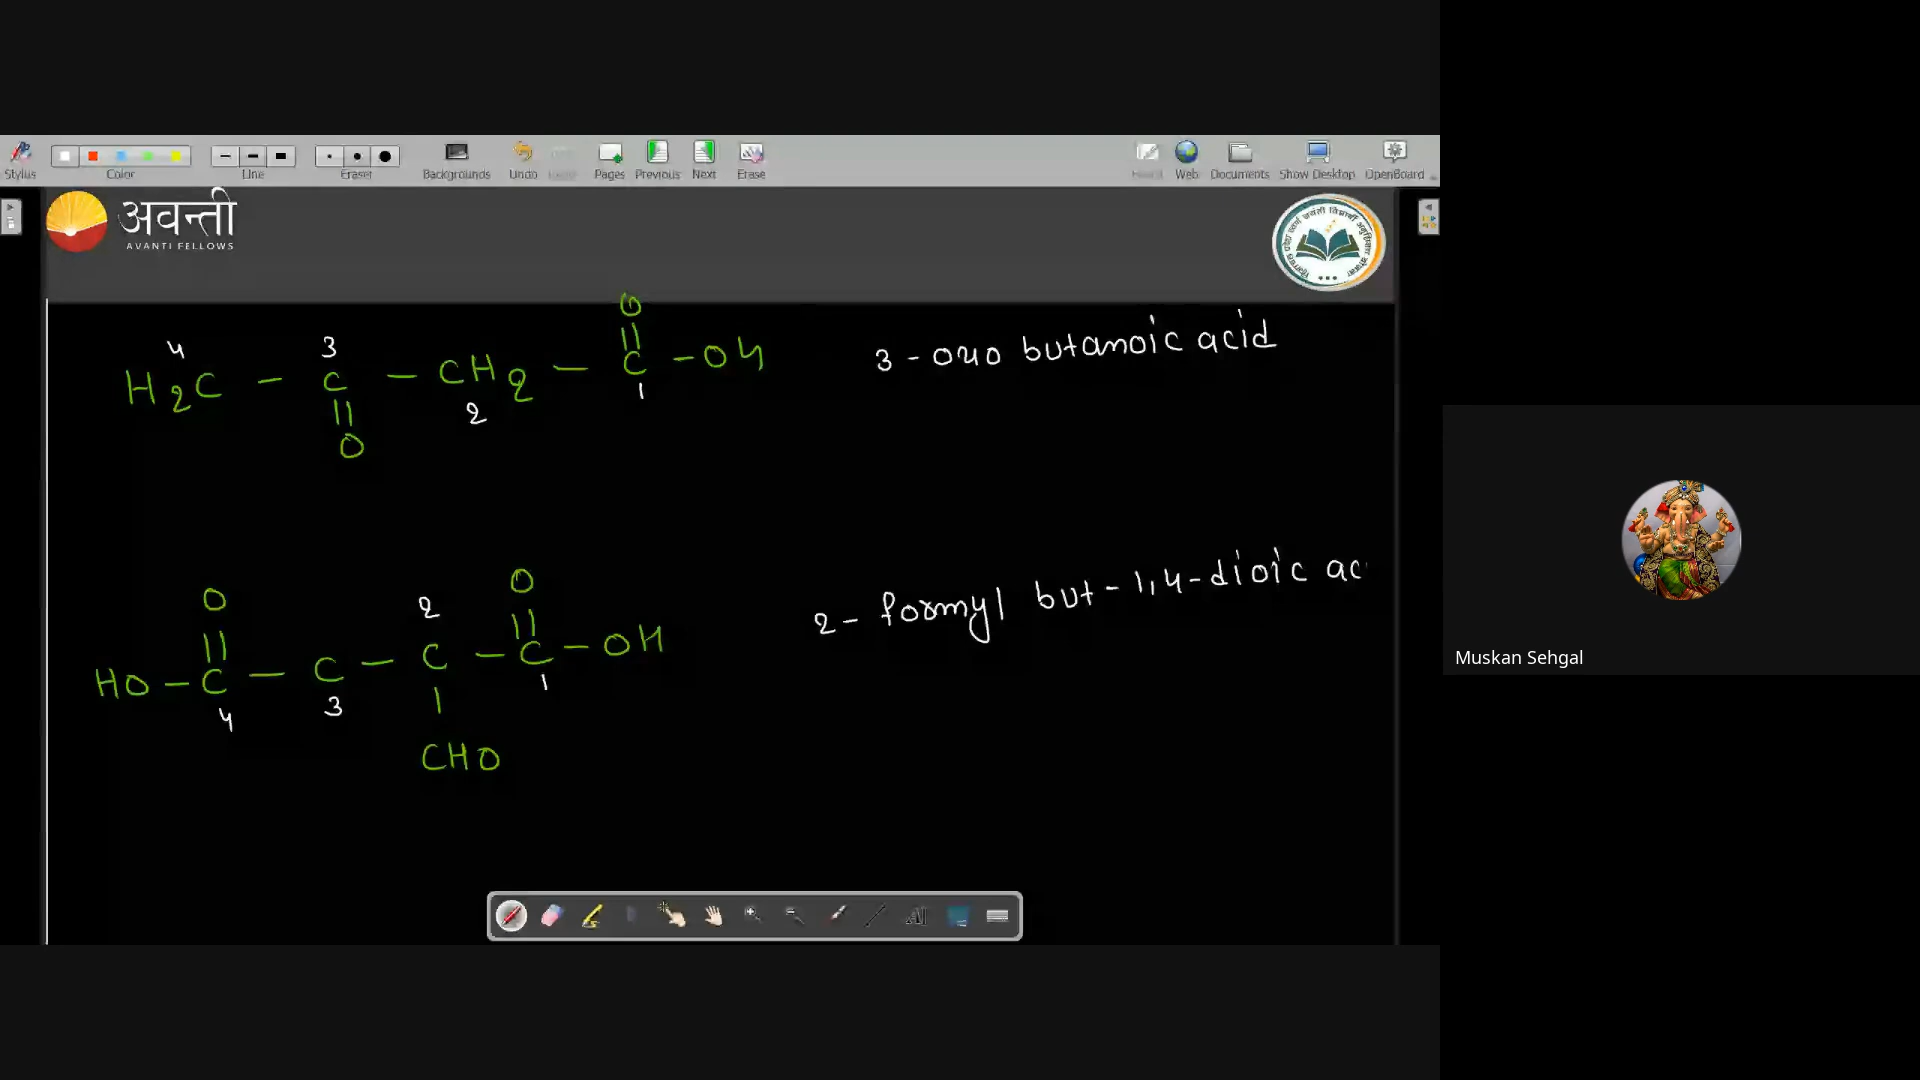 Stylus
Color
Line
Eraser
Backgrounds
Undo
Pages
Previous
Next
Erase
Web
Documents
Show Desktop
OpenBoard
अवन्ती
AVANTI FELLOWS
4 3 O
H2C - C - CH2 - C - OH
O 2 1
3 - oxo butanoic acid
O 2 O
HO - C - C - C - C - OH
4 3 1
CHO
2 - formyl but - 1,4 - dioic ac
Muskan Sehgal